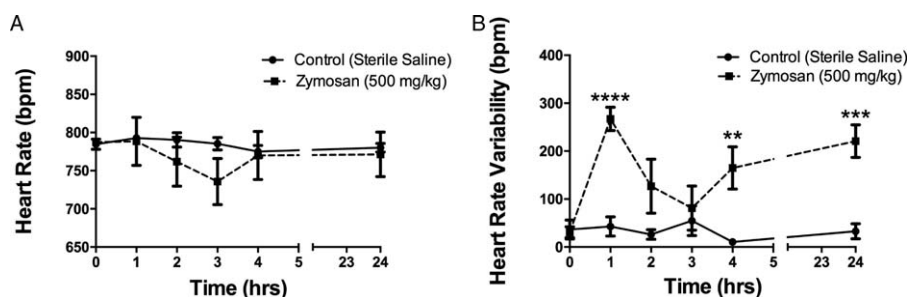 A
Heart Rate (bpm)
900
800
750
700
650
Control (Sterile Saline)
Zymosan (500 mg/kg)
0 1 2 3 4 5 23 24
Time (hrs)
B
Heart Rate Variability (bpm)
400
300
200
100
0
Control (Sterile Saline)
Zymosan (500 mg/kg)
****
**
***
0 1 2 3 4 5 23 24
Time (hrs)